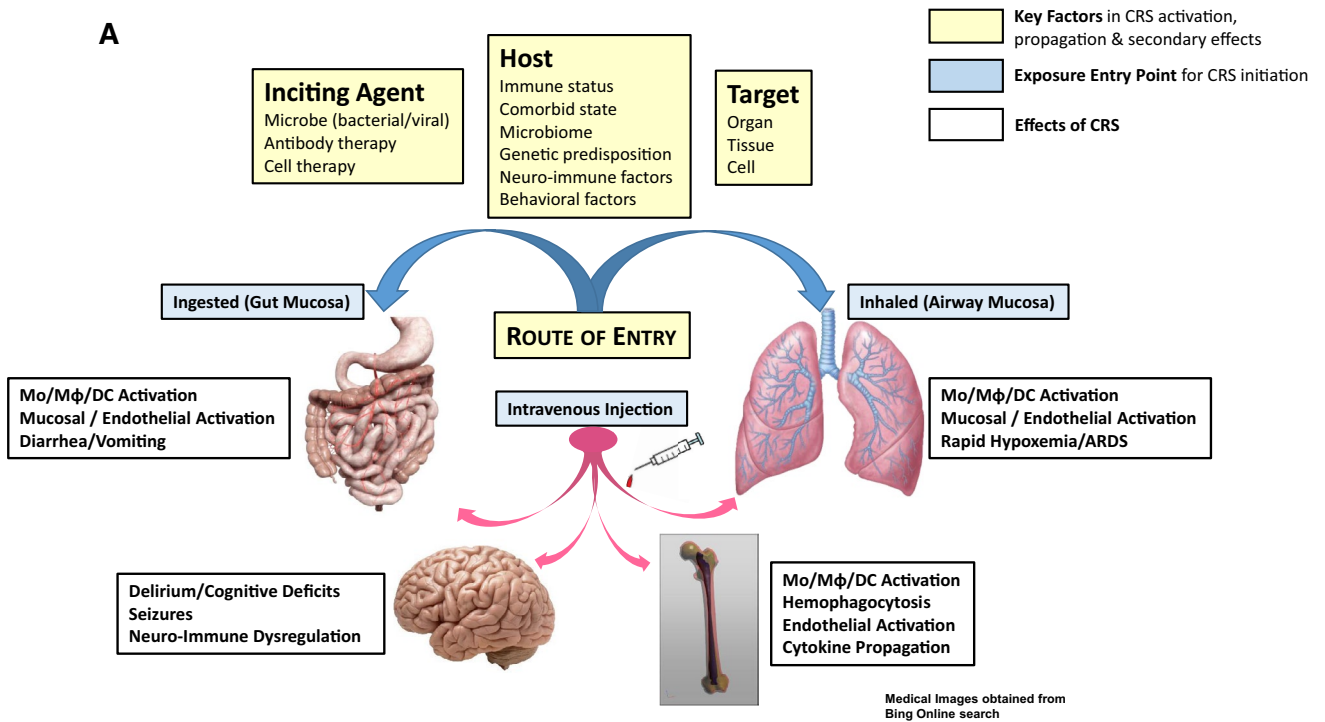 A
Key Factors in CRS activation,
propagation & secondary effects
Exposure Entry Point for CRS initiation
Effects of CRS
Inciting Agent
Microbe (bacterial/viral)
Antibody therapy
Cell therapy
Host
Immune status
Comorbid state
Microbiome
Genetic predisposition
Neuro-immune factors
Behavioral factors
Target
Organ
Tissue
Cell
Ingested (Gut Mucosa)
Inhaled (Airway Mucosa)
ROUTE OF ENTRY
Intravenous Injection
Mo/Mϕ/DC Activation
Mucosal / Endothelial Activation
Diarrhea/Vomiting
Mo/Mϕ/DC Activation
Mucosal / Endothelial Activation
Rapid Hypoxemia/ARDS
Delirium/Cognitive Deficits
Seizures
Neuro-Immune Dysregulation
Mo/Mϕ/DC Activation
Hemophagocytosis
Endothelial Activation
Cytokine Propagation
Medical Images obtained from
Bing Online search